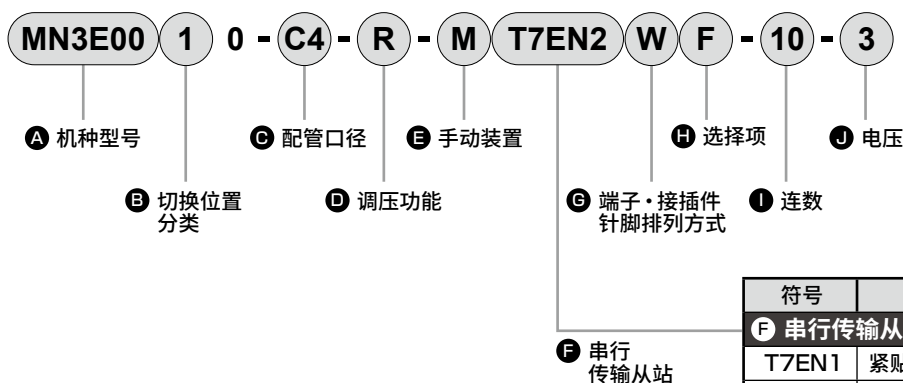 MN3E00 1 0 - C4 - R - M T7EN2 W F - 10 - 3
A 机种型号
C 配管口径
E 手动装置
H 选择项
J 电压
B 切换位置
分类
D 调压功能
G 端子・接插件
针脚排列方式
I 连数
F 串行
传输从站
符号
F 串行传输从
T7EN1 紧贴